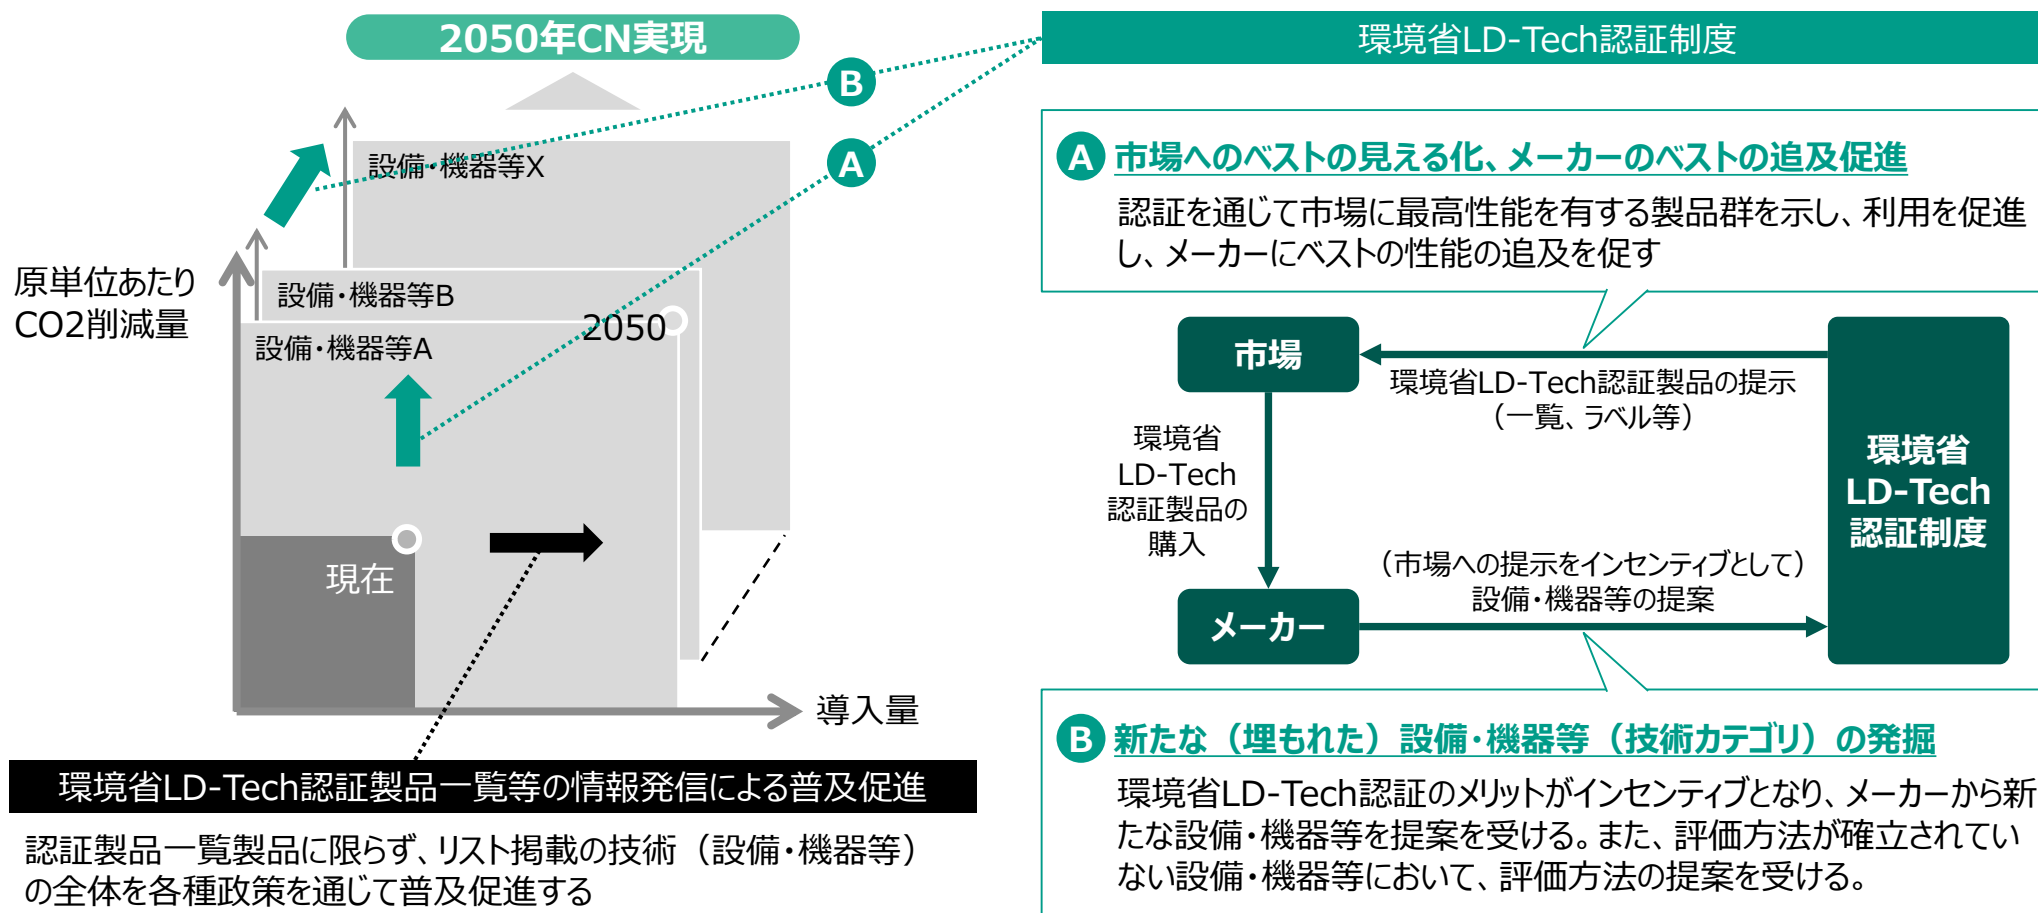 2050年CN実現
B
A
設備・機器等X
設備・機器等B
設備・機器等A
2050
原単位あたり
CO2削減量
現在
導入量
環境省LD-Tech認証製品一覧等の情報発信による普及促進
認証製品一覧製品に限らず、リスト掲載の技術（設備・機器等）
の全体を各種政策を通じて普及促進する
環境省LD-Tech認証制度
A 市場へのベストの見える化、メーカーのベストの追及促進
認証を通じて市場に最高性能を有する製品群を示し、利用を促進
し、メーカーにベストの性能の追及を促す
市場
環境省LD-Tech認証製品の提示
（一覧、ラベル等）
環境省
LD-Tech
認証製品の
購入
環境省
LD-Tech
認証制度
（市場への提示をインセンティブとして）
設備・機器等の提案
メーカー
B 新たな（埋もれた）設備・機器等（技術カテゴリ）の発掘
環境省LD-Tech認証のメリットがインセンティブとなり、メーカーから新
たな設備・機器等を提案を受ける。また、評価方法が確立されてい
ない設備・機器等において、評価方法の提案を受ける。